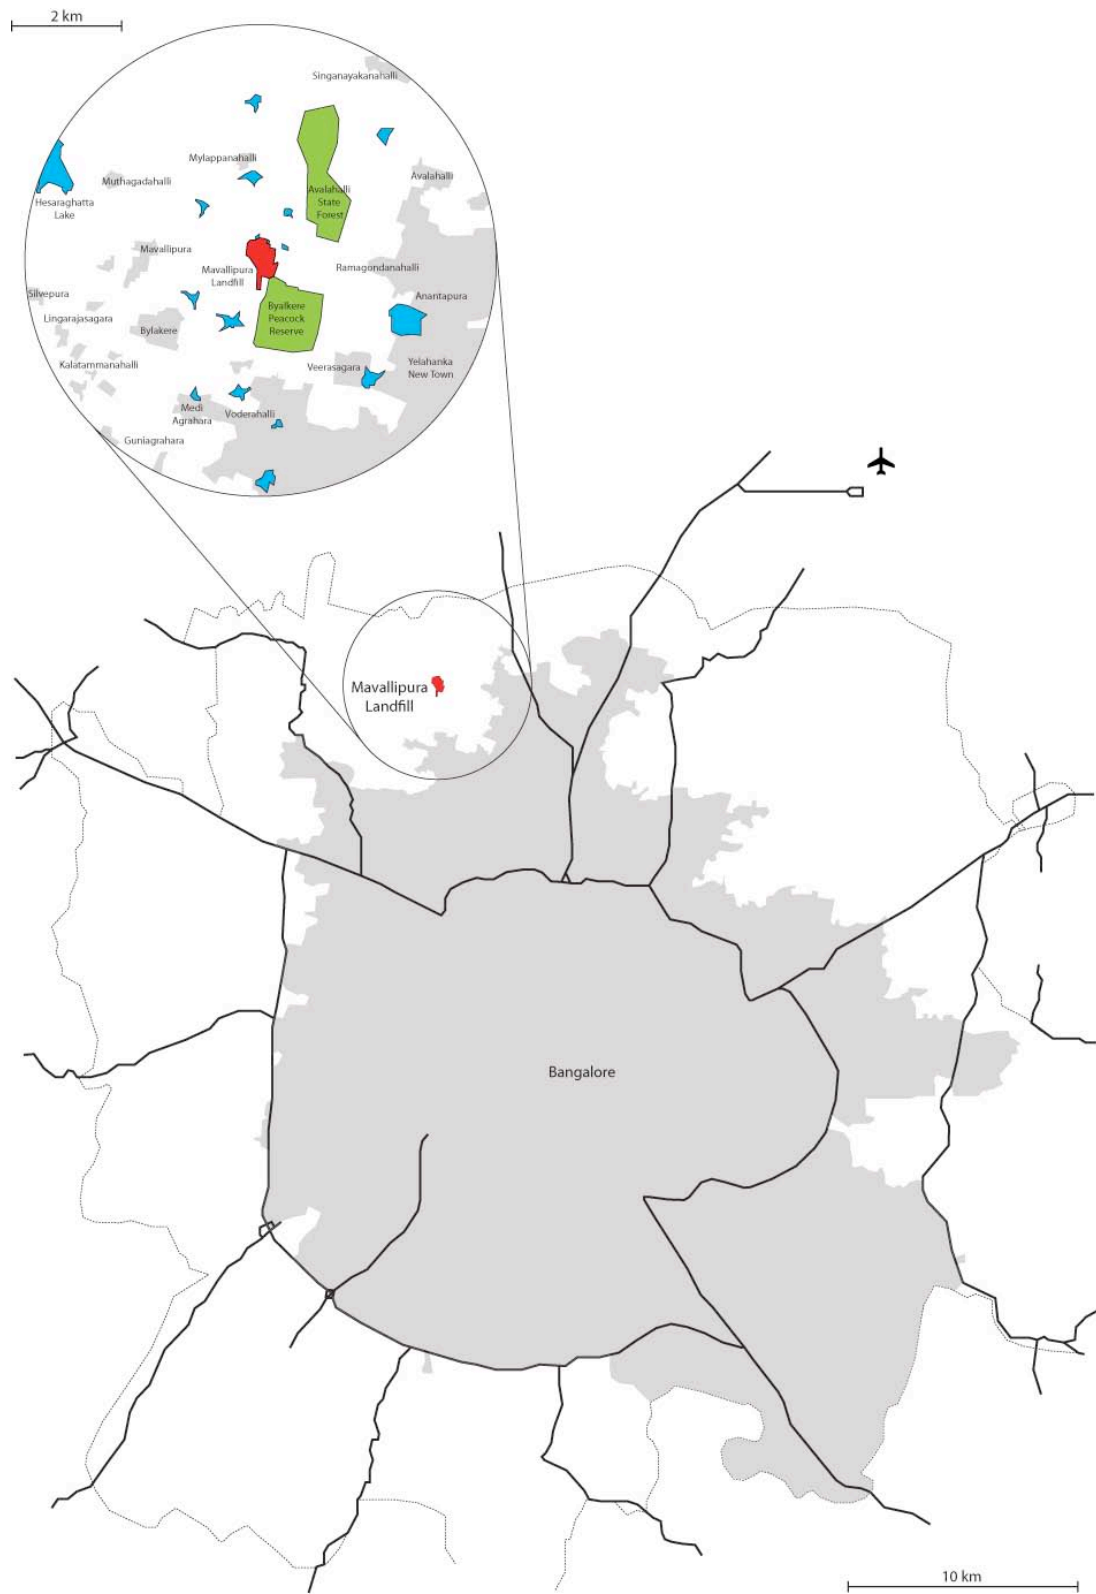 2 km
Singanayakanahalli
Mylappanahalli
Avalahalli
Muthagadahalli
Avalahalli
State
Forest
Hesaraghatta
Lake
Mavallipura
Ramagondanahalli
Mavallipura
Landfill
Silvepura
Anantapura
Byalkere
Peacock
Reserve
Lingarajasagara
Bylakere
Kalatammanahalli
Veerasagara
Yelahanka
New Town
Medi
Agrahara
Voderahalli
Guniagrahara
Mavallipura
Landfill
Bangalore
10 km